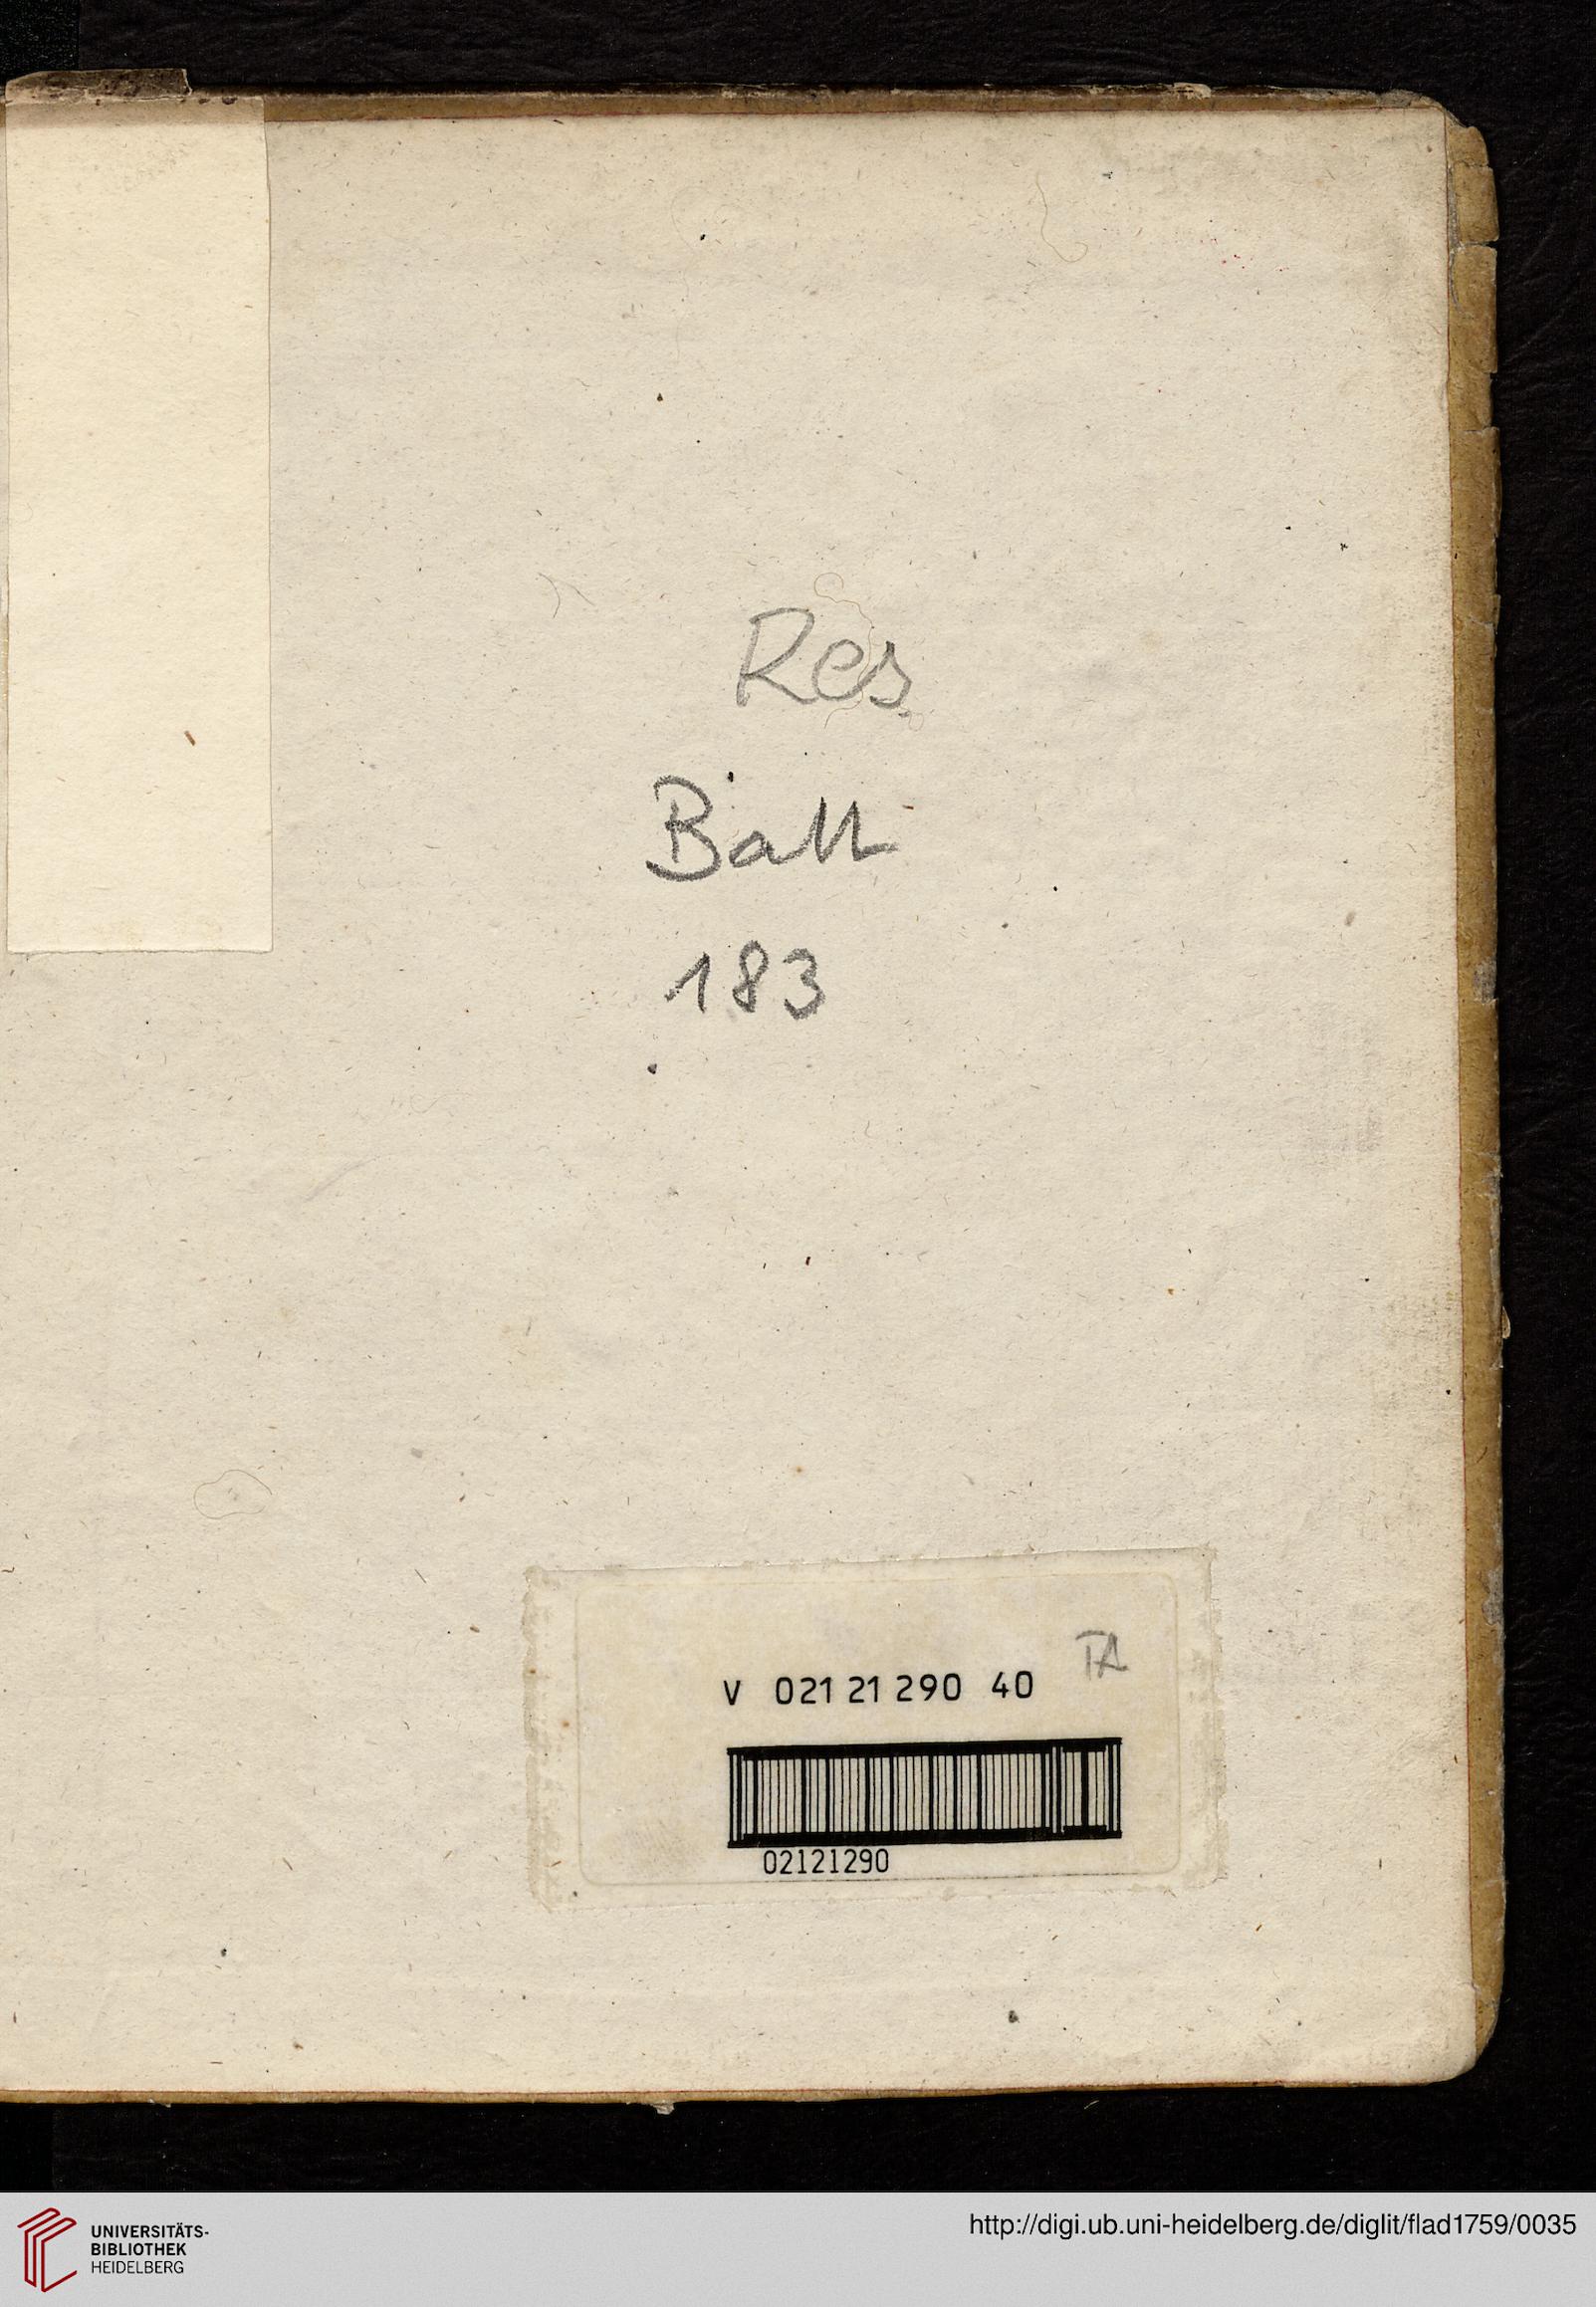 Res
Batt
183
TA
V 021 21 290 40
02121290
UNIVERSITÄTS-
BIBLIOTHEK
HEIDELBERG
http://digi.ub.uni-heidelberg.de/diglit/flad1759/0035